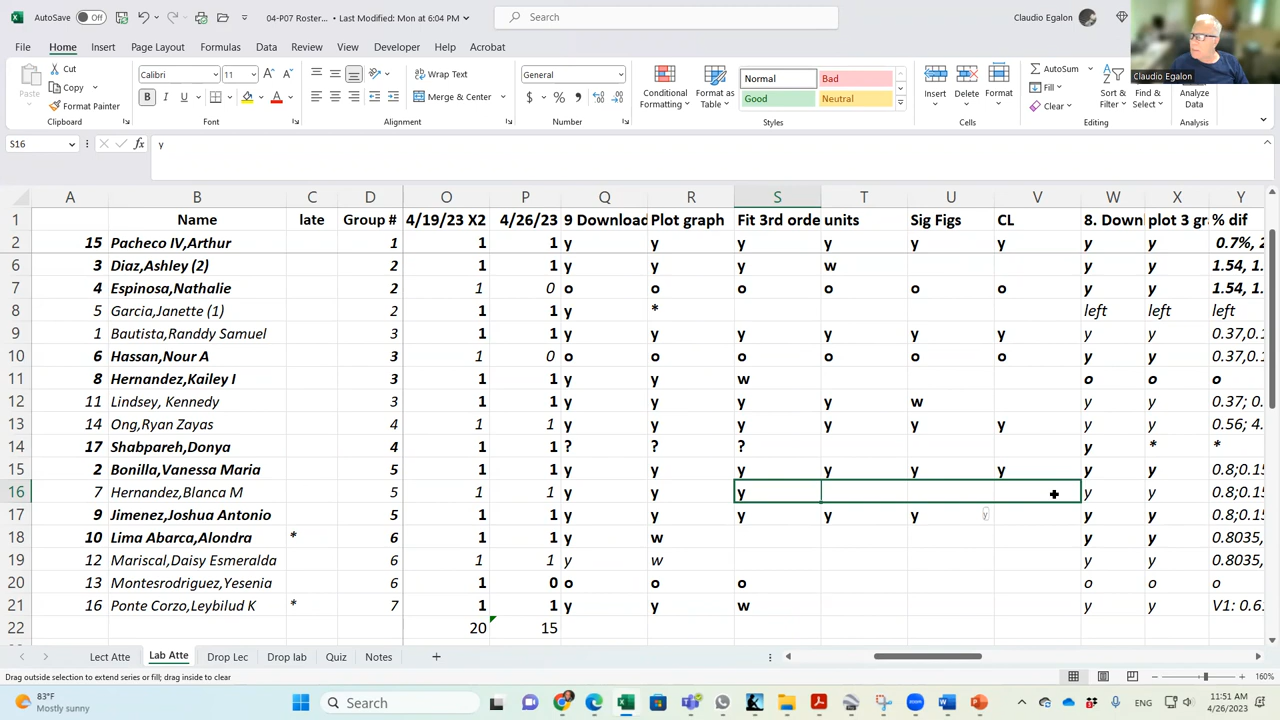 AutoSave Off 04-P07 Roster... • Last Modified: Mon at 6:04 PM Search Claudio Egalon
File Home Insert Page Layout Formulas Data Review View Developer Help Acrobat
Claudio Egalon
Paste Cut Copy Format Painter Clipboard
Calibri 11 B I U A Font
Wrap Text Merge & Center Alignment
General $ % Number
Conditional Formatting Format as Table Normal Bad Good Neutral Styles
Insert Delete Format Cells
AutoSum Fill Clear Sort & Filter Find & Select Editing
Analyze Data Analysis
S16 fx y
A B C D O P Q R S T U V W X Y
1 Name late Group # 4/19/23 X2 4/26/23 9 Download Plot graph Fit 3rd orde units Sig Figs CL 8. Downl plot 3 gr % dif
2 15 Pacheco IV,Arthur 1 1 1 y y y y y y y y 0.7%, 2
6 3 Diaz,Ashley (2) 2 1 1 y y y w y y 1.54, 1.
7 4 Espinosa,Nathalie 2 1 0 o o o o o o y y 1.54, 1.
8 5 Garcia,Janette (1) 2 1 1 y * left left left
9 1 Bautista,Randdy Samuel 3 1 1 y y y y y y y y 0.37,0.1
10 6 Hassan,Nour A 3 1 0 o o o o o o y y 0.37,0.1
11 8 Hernandez,Kailey I 3 1 1 y y w o o o
12 11 Lindsey, Kennedy 3 1 1 y y y y w y y 0.37; 0.
13 14 Ong,Ryan Zayas 4 1 1 y y y y y y y y 0.56; 4.
14 17 Shabpareh,Donya 4 1 1 ? ? ? y * *
15 2 Bonilla,Vanessa Maria 5 1 1 y y y y y y y y 0.8;0.15
16 7 Hernandez,Blanca M 5 1 1 y y y y y 0.8;0.15
17 9 Jimenez,Joshua Antonio 5 1 1 y y y y y y y y 0.8;0.15
18 10 Lima Abarca,Alondra * 6 1 1 y w y y 0.8035,
19 12 Mariscal,Daisy Esmeralda 6 1 1 y w y y 0.8035,
20 13 Montesrodriguez,Yesenia 6 1 0 o o o o o o
21 16 Ponte Corzo,Leybilud K * 7 1 1 y y w y y V1: 0.6
22 20 15
Lect Atte Lab Atte Drop Lec Drop lab Quiz Notes +
Drag outside selection to extend series or fill; drag inside to clear 160%
83°F
Mostly sunny
Search
ENG
11:51 AM
4/26/2023